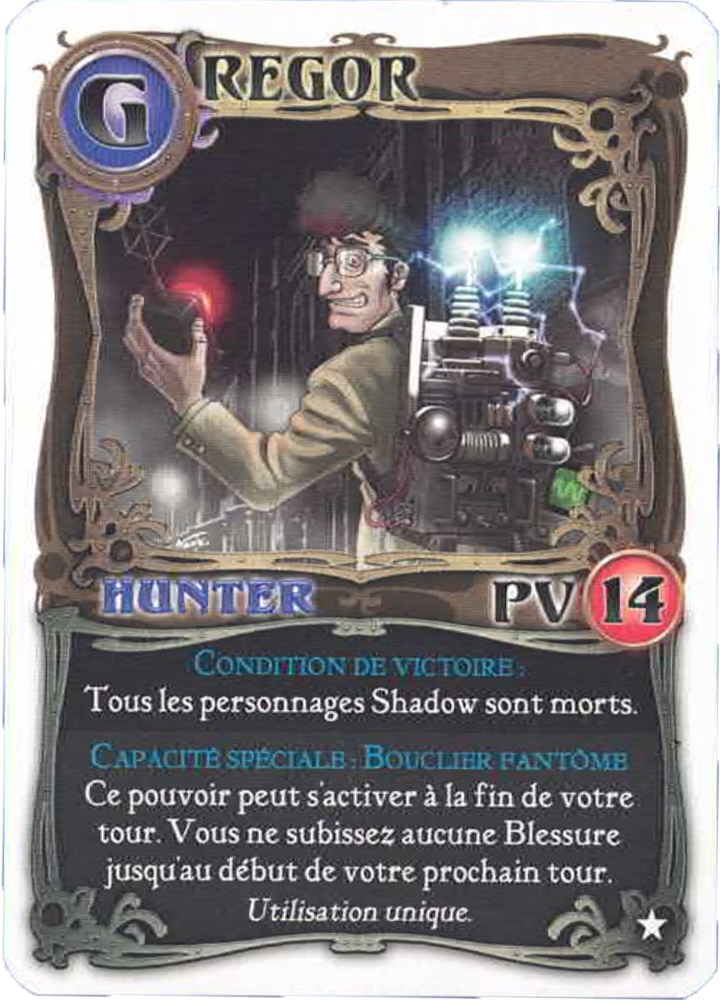 GREGOR
HUNTER PV 14
CONDITION DE VICTOIRE :
Tous les personnages Shadow sont morts.
CAPACITÉ SPÉCIALE : BOUCLIER FANTÔME
Ce pouvoir peut s'activer à la fin de votre
tour. Vous ne subissez aucune Blessure
jusqu'au début de votre prochain tour.
Utilisation unique.